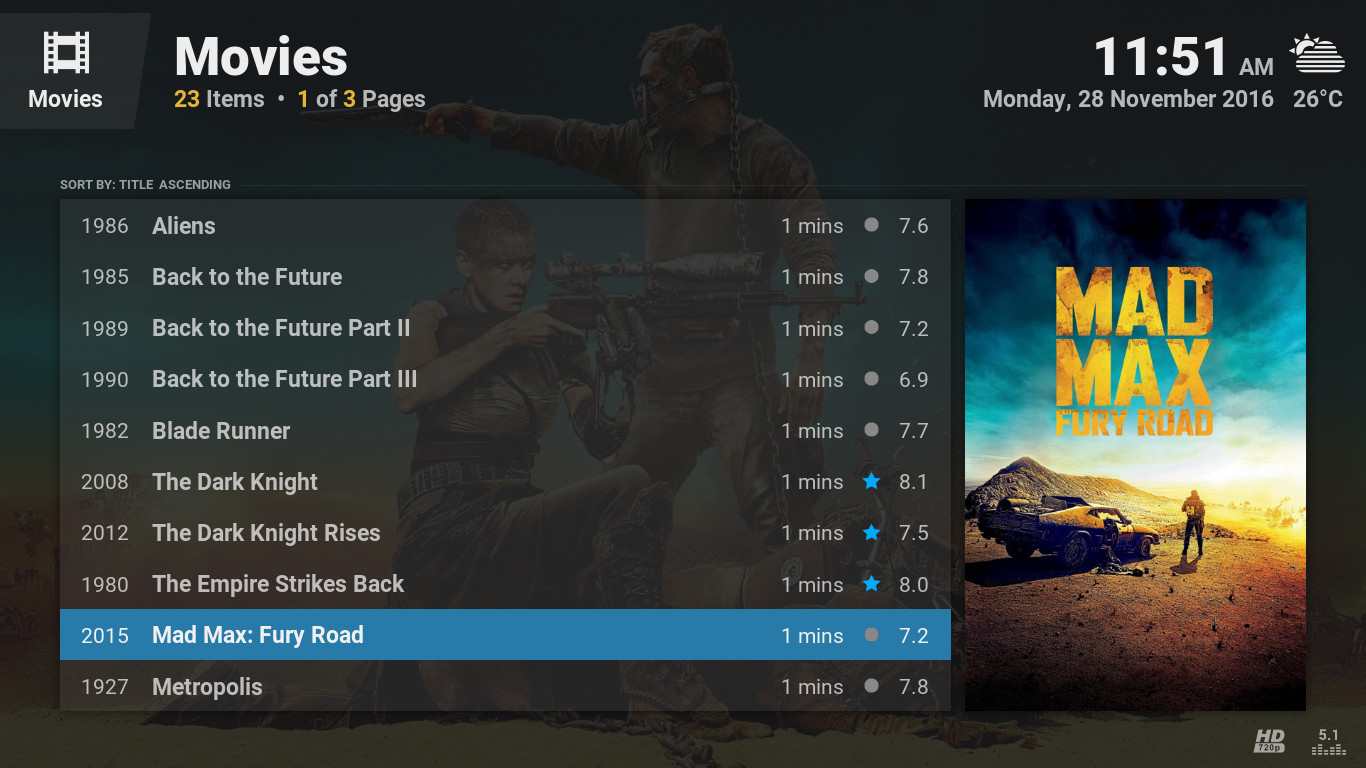 Movies
Movies
23 Items • 1 of 3 Pages
11:51 AM
Monday, 28 November 2016 26°C
SORT BY: TITLE ASCENDING
1986 Aliens 1 mins 7.6
1985 Back to the Future 1 mins 7.8
1989 Back to the Future Part II 1 mins 7.2
1990 Back to the Future Part III 1 mins 6.9
1982 Blade Runner 1 mins 7.7
2008 The Dark Knight 1 mins 8.1
2012 The Dark Knight Rises 1 mins 7.5
1980 The Empire Strikes Back 1 mins 8.0
2015 Mad Max: Fury Road 1 mins 7.2
1927 Metropolis 1 mins 7.8
MAD
MAX
FURY ROAD
HD
720p
5.1